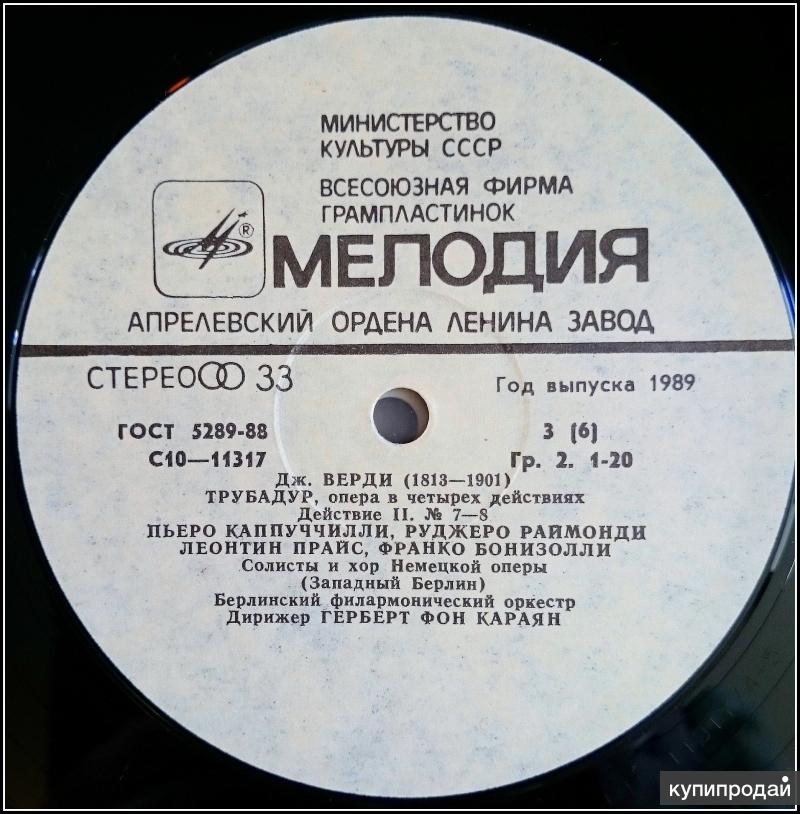 МИНИСТЕРСТВО
КУЛЬТУРЫ СССР
ВСЕСОЮЗНАЯ ФИРМА
ГРАМПЛАСТИНОК
®
МЕЛОДИЯ
АПРЕЛЕВСКИЙ ОРДЕНА ЛЕНИНА ЗАВОД
СТЕРЕО 33
Год выпуска 1989
ГОСТ 5289-88
3 (6)
С10—11317
Гр. 2. 1-20
Дж. ВЕРДИ (1813—1901)
ТРУБАДУР, опера в четырех действиях
Действие II. № 7—8
ПЬЕРО КАППУЧЧИЛЛИ, РУДЖЕРО РАЙМОНДИ
ЛЕОНТИН ПРАЙС, ФРАНКО БОНИЗОЛЛИ
Солисты и хор Немецкой оперы
(Западный Берлин)
Берлинский филармонический оркестр
Дирижер ГЕРБЕРТ ФОН КАРАЯН
купипродай